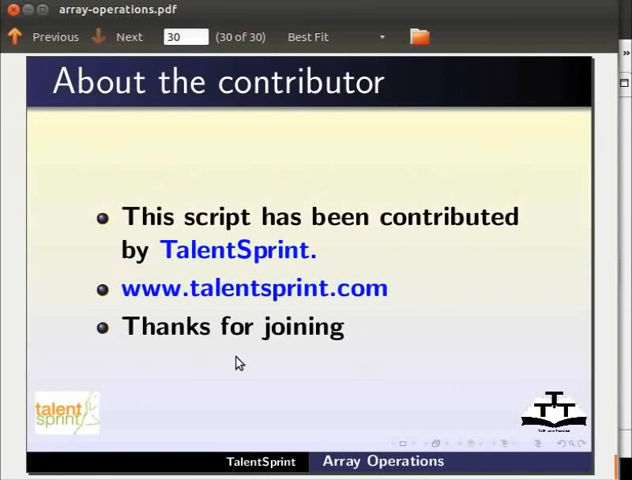 array-operations.pdf
Previous Next 30 (30 of 30) Best Fit
»
About the contributor
This script has been contributed
by TalentSprint.
www.talentsprint.com
Thanks for joining
talent
sprint
TalentSprint Array Operations